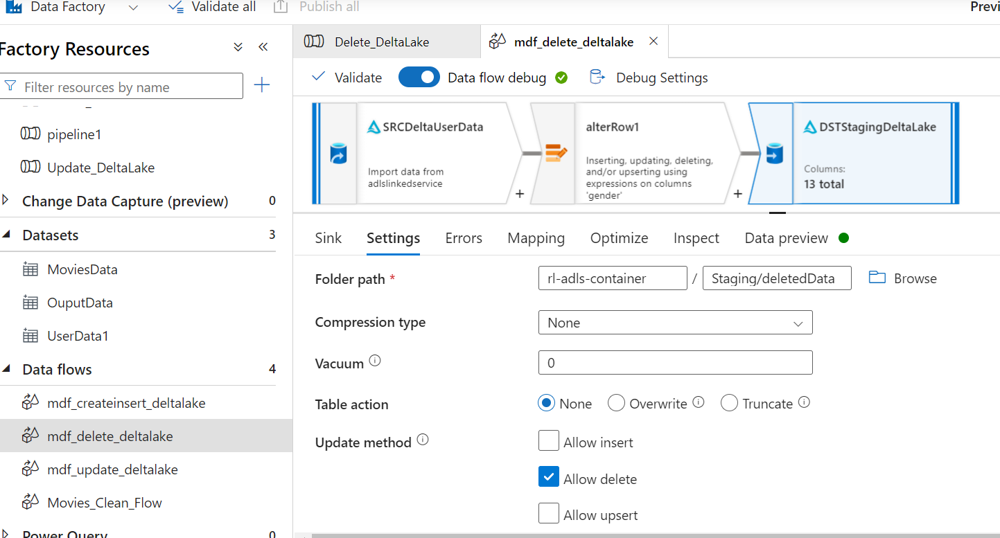 Data Factory
Validate all
Publish all
Previ
Factory Resources
Filter resources by name
pipeline1
Update_DeltaLake
Change Data Capture (preview) 0
Datasets 3
MoviesData
OuputData
UserData1
Data flows 4
mdf_createinsert_deltalake
mdf_delete_deltalake
mdf_update_deltalake
Movies_Clean_Flow
Power Query 0
Delete_DeltaLake
mdf_delete_deltalake
Validate
Data flow debug
Debug Settings
SRCDeltaUserData
Import data from
adlslinkedservice
+
alterRow1
Inserting, updating, deleting,
and/or upserting using
expressions on columns
'gender'
+
DSTStagingDeltaLake
Columns:
13 total
Sink Settings Errors Mapping Optimize Inspect Data preview
Folder path * rl-adls-container / Staging/deletedData Browse
Compression type None
Vacuum 0
Table action None Overwrite Truncate
Update method Allow insert
Allow delete
Allow upsert